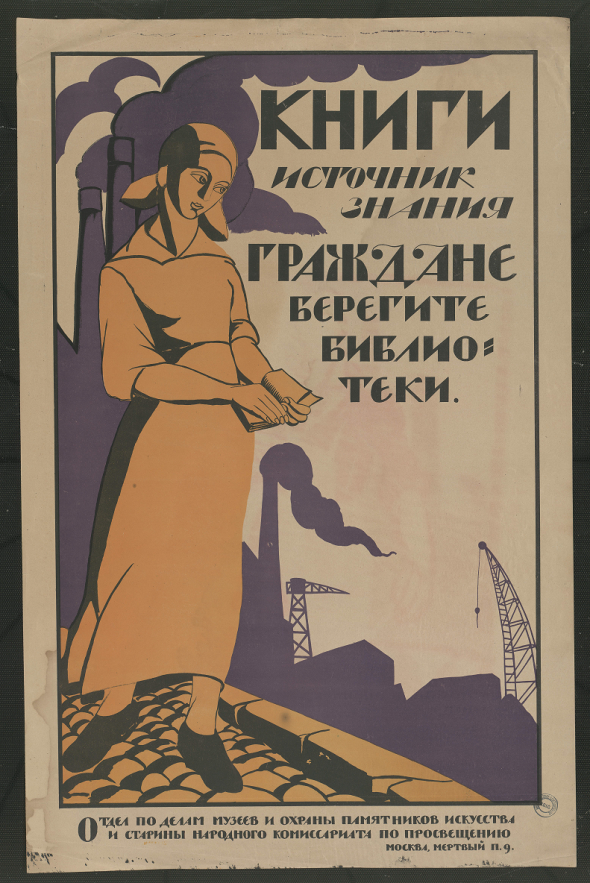 КНИГИ
ИСТОЧНИК
ЗНАНИЯ
ГРАЖДАНЕ
БЕРЕГИТЕ
БИБЛИО=
ТЕКИ.
ОТДЕЛ ПО ДЕЛАМ МУЗЕЕВ И ОХРАНЫ ПАМЯТНИКОВ ИСКУССТВА
И СТАРИНЫ НАРОДНОГО КОМИССАРИАТА ПО ПРОСВЕЩЕНИЮ
МОСКВА, МЕРТВЫЙ П. 9.